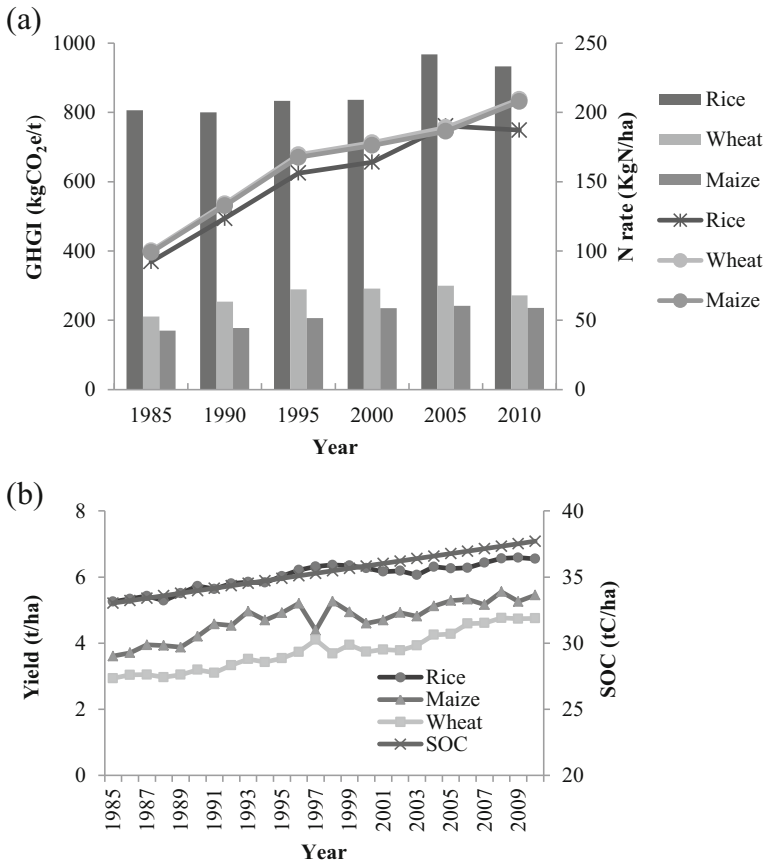 (a)
1000
800
600
400
200
0
GHGI (kgCO₂e/t)
250
200
150
100
50
0
N rate (KgN/ha)
1985 1990 1995 2000 2005 2010
Year
Rice
Wheat
Maize
Rice
Wheat
Maize
(b)
8
6
4
2
0
Yield (t/ha)
40
35
30
25
20
SOC (tC/ha)
Rice
Maize
Wheat
SOC
1985 1987 1989 1991 1993 1995 1997 1999 2001 2003 2005 2007 2009
Year